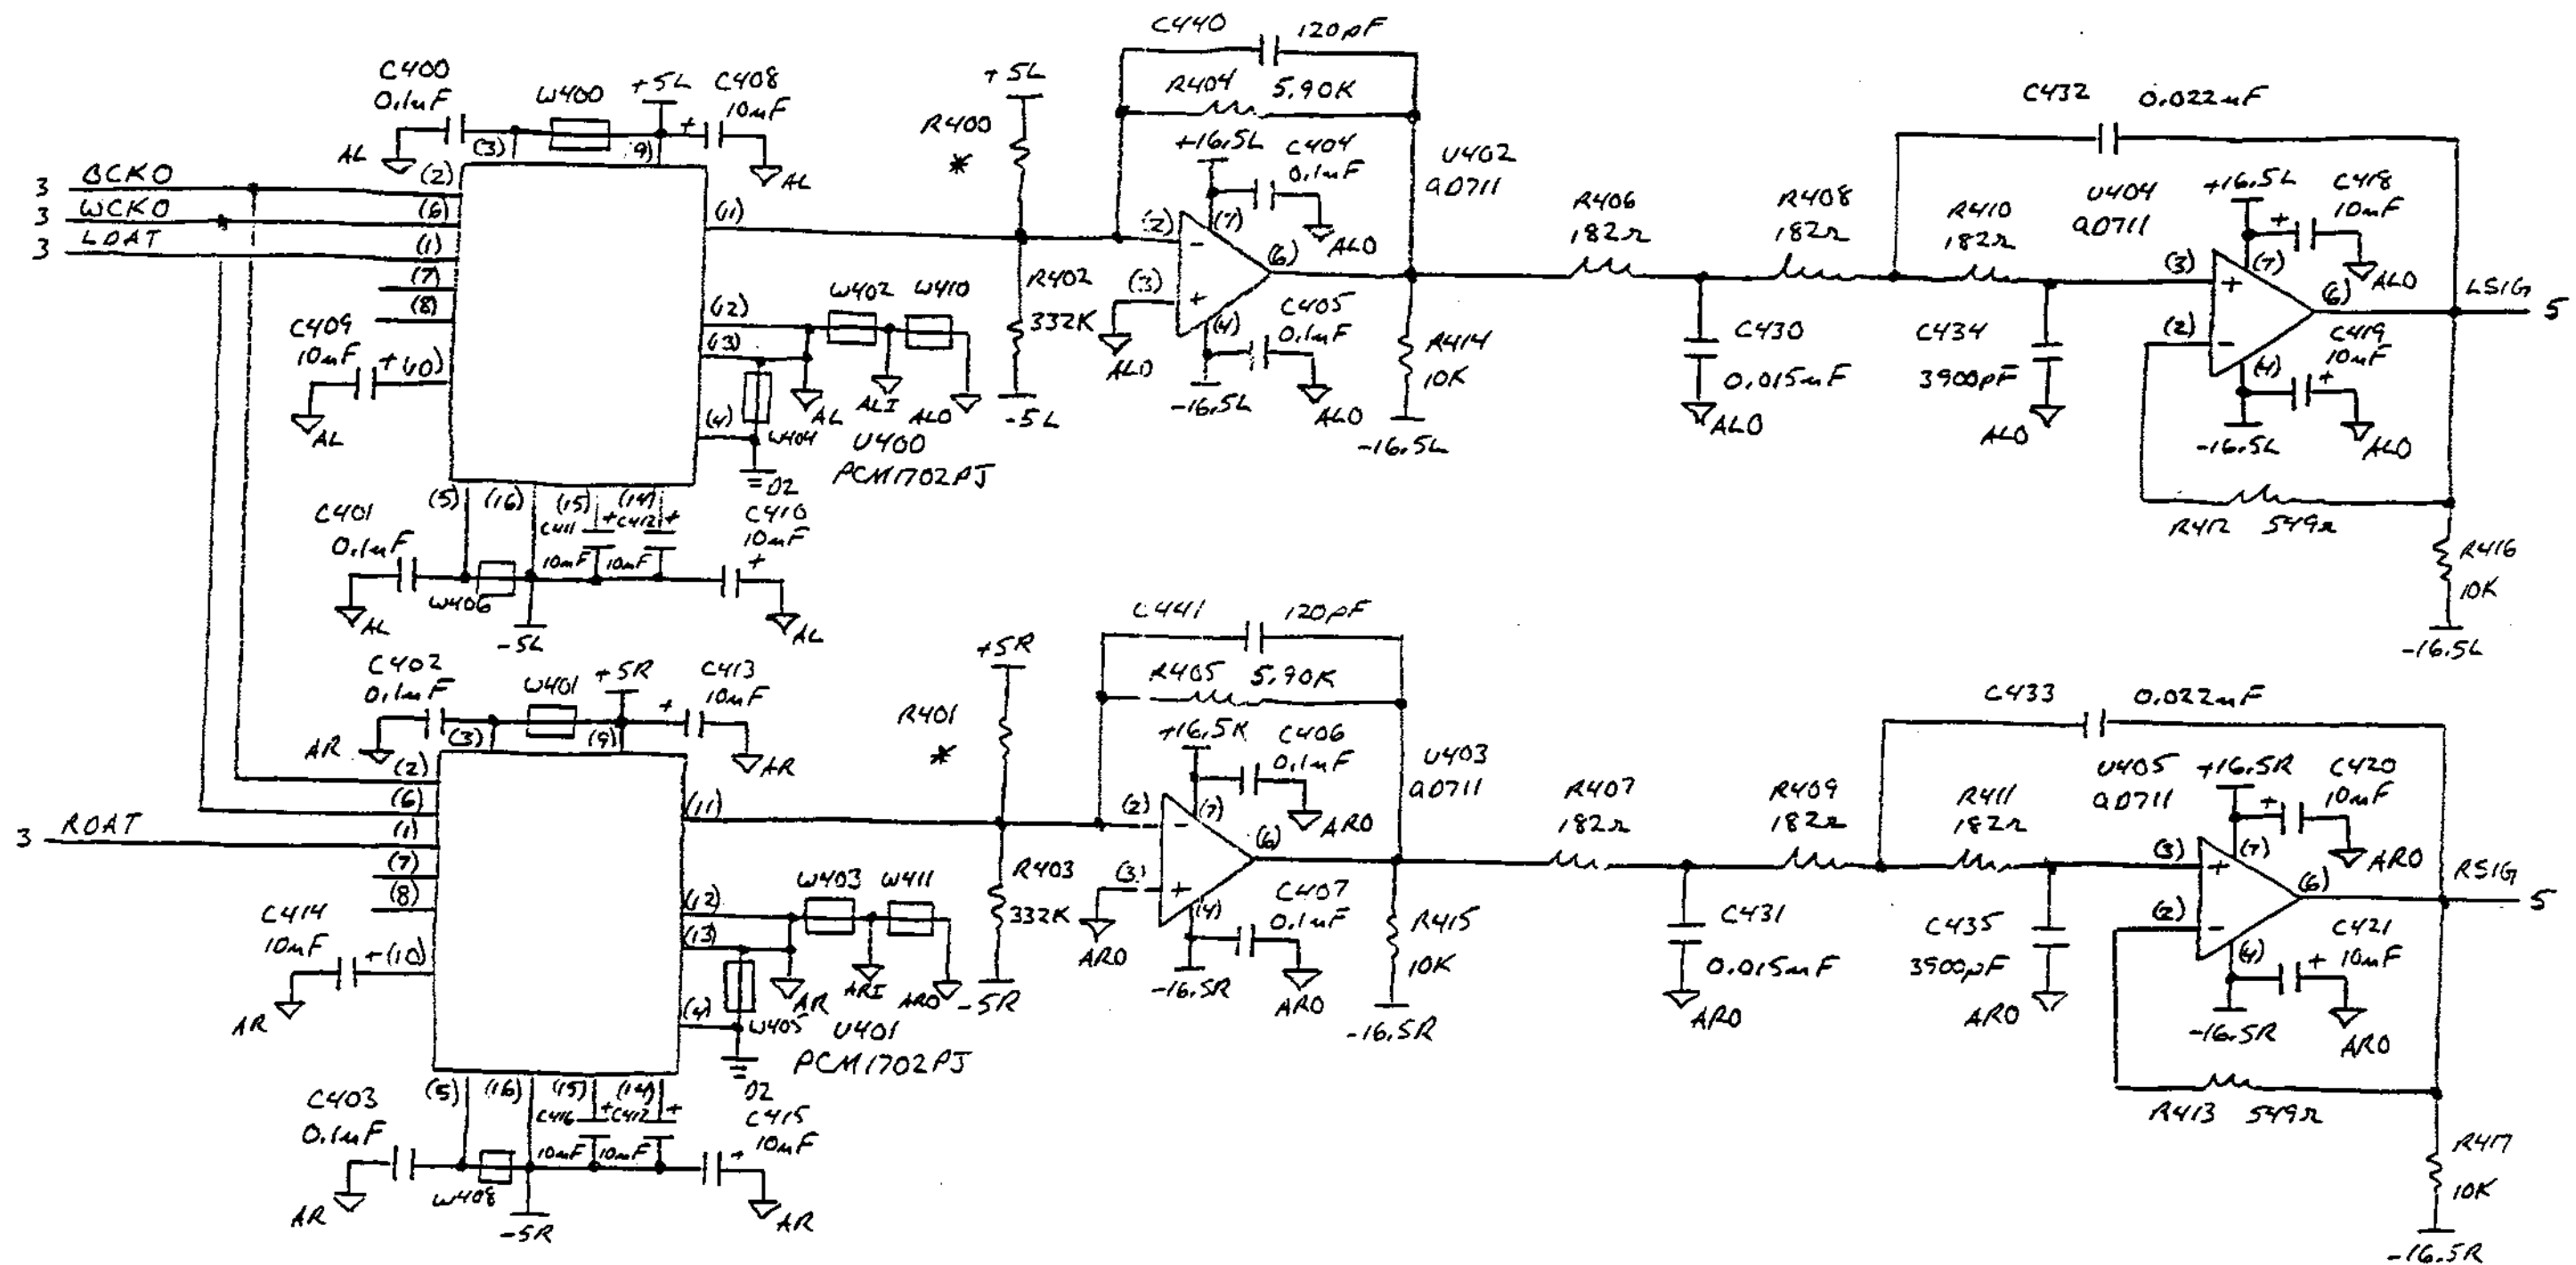 C440 120pF
C400
0.1uF
W400
+5L
C408
10uF
+
(3)
(9)
AL
AL
+5L
R400
*
R404 5.90K
+16.5L
C404
0.1uF
U402
AD711
C432 0.022uF
3 BCKO (2)
3 WCKO (6)
3 LDAT (1)
(7)
(8)
(11)
(2)
-
(7)
ALO
(6)
(3)
+
(4)
ALO
R402
332K
-5L
C405
0.1uF
-16.5L
ALO
R406
182Ω
R408
182Ω
R410
182Ω
U404
AD711
+16.5L
C418
10uF
+
ALO
(3)
+
(7)
(6)
LSIG 5
(2)
-
(4)
C419
10uF
+
-16.5L
ALO
C409
10uF
+ (10)
AL
(12)
(13)
(4)
W402
W410
AL
ALI
ALO
W404
D2
U400
PCM1702PJ
R414
10K
-16.5L
C430
0.015uF
ALO
C434
3900pF
ALO
R412 549Ω
R416
10K
-16.5L
(5)
(16)
(15)
(14)
C401
0.1uF
AL
W406
-5L
C411
+
10uF
C412
+
10uF
C410
10uF
+
AL
C441 120pF
C402
0.1uF
W401
+5R
C413
10uF
+
(3)
(9)
AR
AR
+5R
R401
*
R405 5.90K
C406
0.1uF
U403
AD711
C433 0.022uF
(2)
(6)
3 RDAT (1)
(7)
(8)
(11)
(2)
-
(7)
ARO
(6)
(3)
+
(4)
ARO
R403
332K
-5R
C407
0.1uF
-16.5R
ARO
R407
182Ω
R409
182Ω
R411
182Ω
U405
AD711
+16.5R
C420
10uF
+
ARO
(3)
+
(7)
(6)
RSIG 5
(2)
-
(4)
C421
10uF
+
-16.5R
ARO
C414
10uF
+ (10)
AR
(12)
(13)
(4)
W403
W411
AR
ARI
ARO
W405
D2
U401
PCM1702PJ
R415
10K
-16.5R
C431
0.015uF
ARO
C435
3900pF
ARO
R413 549Ω
R417
10K
-16.5R
(5)
(16)
(15)
(14)
C403
0.1uF
AR
W408
-5R
C416
+
10uF
+
10uF
C415
10uF
+
AR